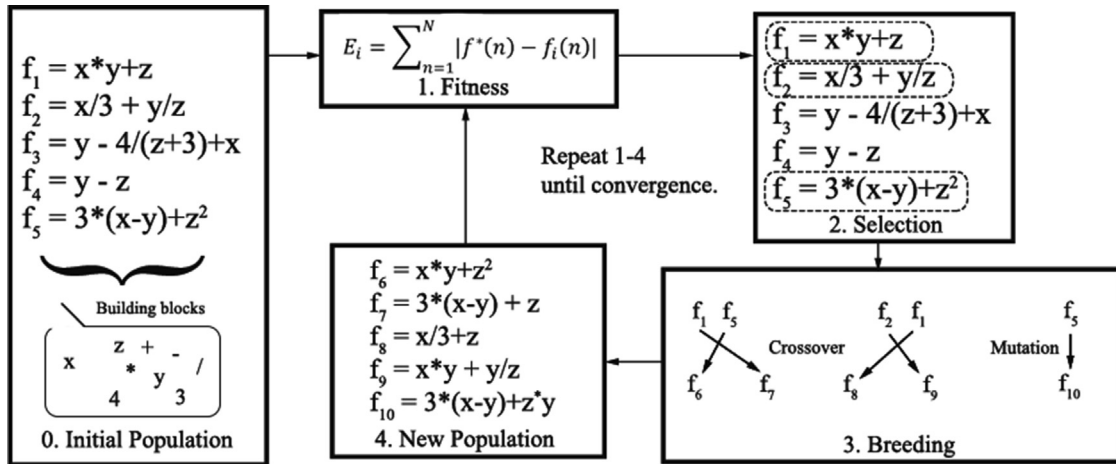 f₁ = x*y+z
f₂ = x/3 + y/z
f₃ = y - 4/(z+3)+x
f₄ = y - z
f₅ = 3*(x-y)+z²
Building blocks
x z + - * y / 4 3
0. Initial Population
Eᵢ = ∑ₙ₌₁ᴺ |f*(n) − fᵢ(n)|
1. Fitness
Repeat 1-4
until convergence.
f₁ = x*y+z
f₂ = x/3 + y/z
f₃ = y - 4/(z+3)+x
f₄ = y - z
f₅ = 3*(x-y)+z²
2. Selection
f₁ f₅ f₂ f₁ f₅
Crossover Mutation
f₆ f₇ f₈ f₉ f₁₀
3. Breeding
f₆ = x*y+z²
f₇ = 3*(x-y) + z
f₈ = x/3+z
f₉ = x*y + y/z
f₁₀ = 3*(x-y)+z*y
4. New Population